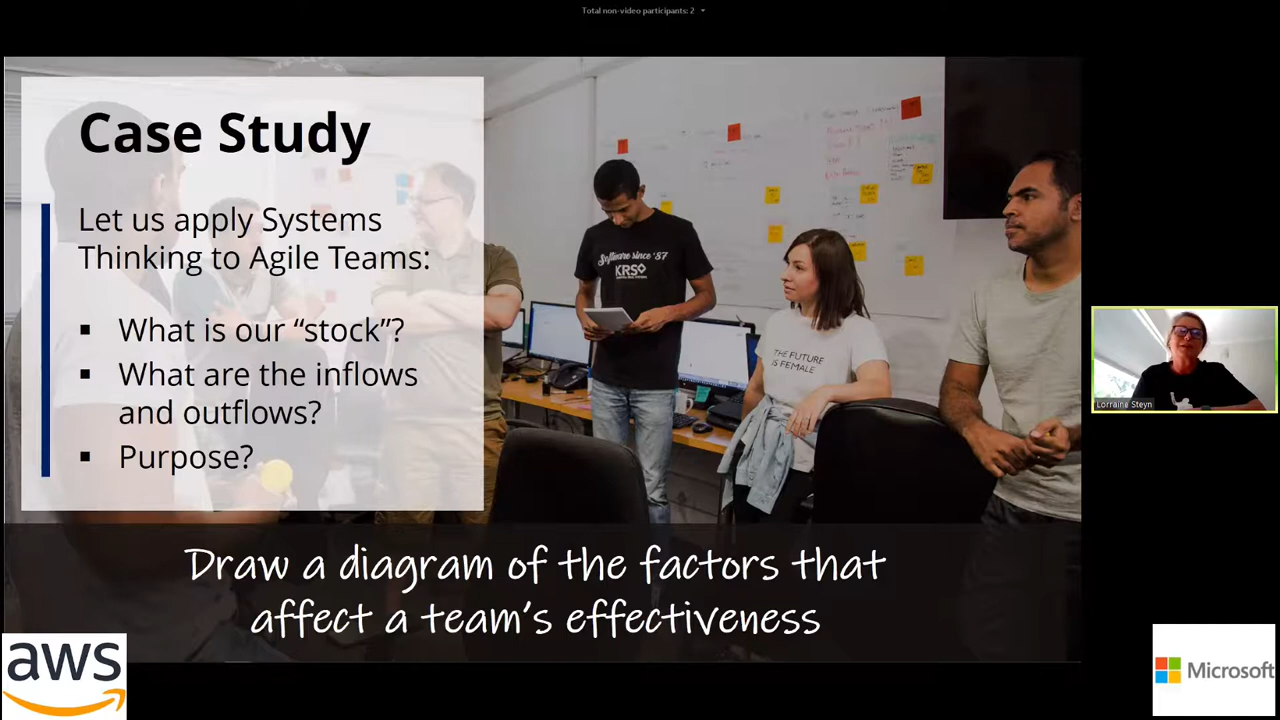 Total non-video participants: 2
Case Study
Let us apply Systems
Thinking to Agile Teams:
▪ What is our “stock”?
▪ What are the inflows
and outflows?
▪ Purpose?
Software since '87
KRS
THE FUTURE
IS FEMALE
Lorraine Steyn
Draw a diagram of the factors that
affect a team's effectiveness
aws
Microsoft